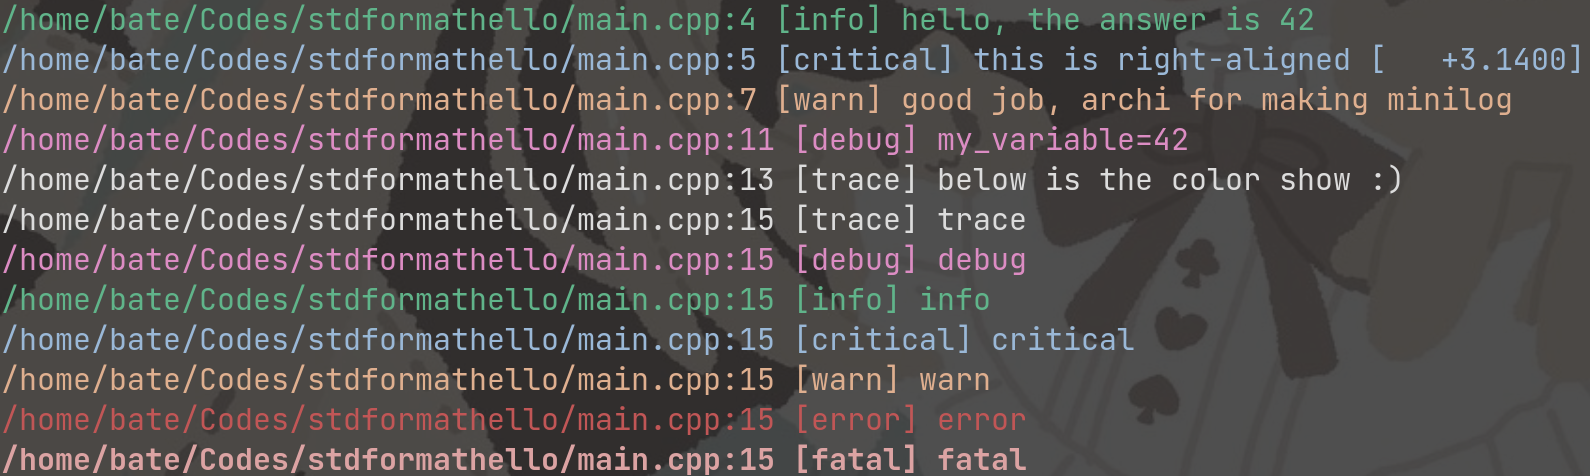 /home/bate/Codes/stdformathello/main.cpp:4 [info] hello, the answer is 42
/home/bate/Codes/stdformathello/main.cpp:5 [critical] this is right-aligned [   +3.1400]
/home/bate/Codes/stdformathello/main.cpp:7 [warn] good job, archi for making minilog
/home/bate/Codes/stdformathello/main.cpp:11 [debug] my_variable=42
/home/bate/Codes/stdformathello/main.cpp:13 [trace] below is the color show :)
/home/bate/Codes/stdformathello/main.cpp:15 [trace] trace
/home/bate/Codes/stdformathello/main.cpp:15 [debug] debug
/home/bate/Codes/stdformathello/main.cpp:15 [info] info
/home/bate/Codes/stdformathello/main.cpp:15 [critical] critical
/home/bate/Codes/stdformathello/main.cpp:15 [warn] warn
/home/bate/Codes/stdformathello/main.cpp:15 [error] error
/home/bate/Codes/stdformathello/main.cpp:15 [fatal] fatal